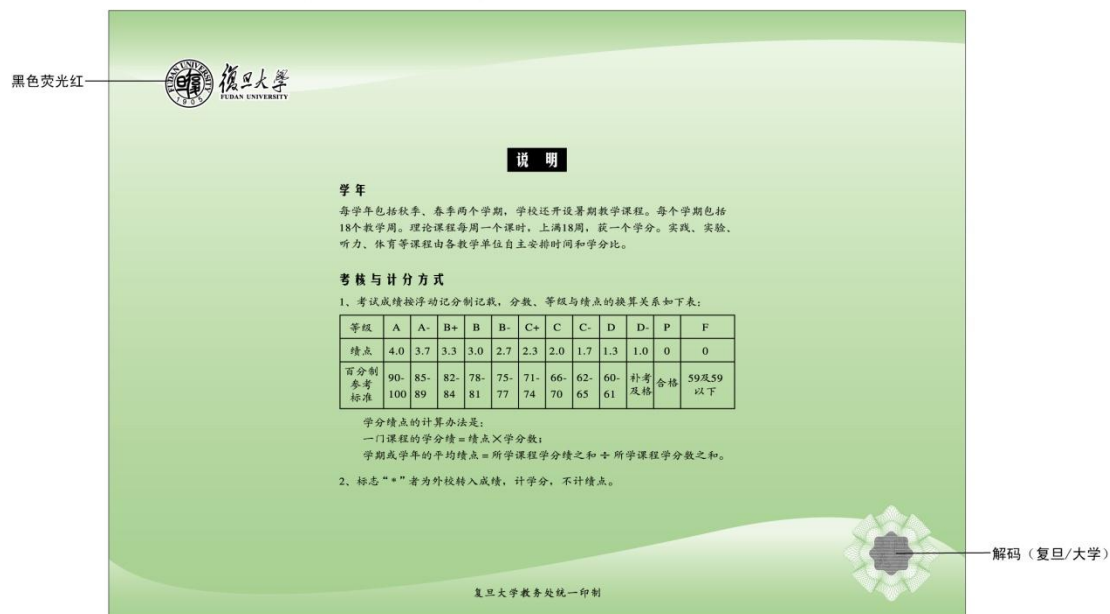 黑色荧光红
復旦大學
FUDAN UNIVERSITY
FUDAN UNIVERSITY
1905
说 明
学年
每学年包括秋季、春季两个学期，学校还开设暑期教学课程。每个学期包括
18个教学周。理论课程每周一个课时，上满18周，获一个学分。实践、实验、
听力、体育等课程由各教学单位自主安排时间和学分比。
考核与计分方式
1、考试成绩按浮动记分制记载，分数、等级与绩点的换算关系如下表：
等级 A A- B+ B B- C+ C C- D D- P F
绩点 4.0 3.7 3.3 3.0 2.7 2.3 2.0 1.7 1.3 1.0 0 0
百分制参考标准 90-100 85-89 82-84 78-81 75-77 71-74 66-70 62-65 60-61 补考及格 合格 59及59以下
学分绩点的计算办法是：
一门课程的学分绩=绩点×学分数；
学期或学年的平均绩点=所学课程学分绩之和÷所学课程学分数之和。
2、标志“*”者为外校转入成绩，计学分，不计绩点。
解码（复旦/大学）
复旦大学教务处统一印制